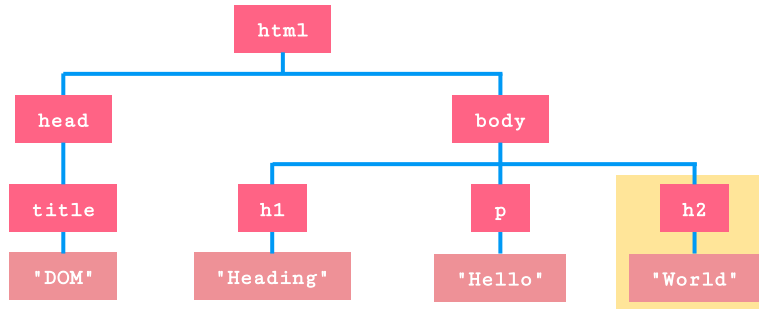 html
head
body
title
h1
p
h2
"DOM"
"Heading"
"Hello"
"World"